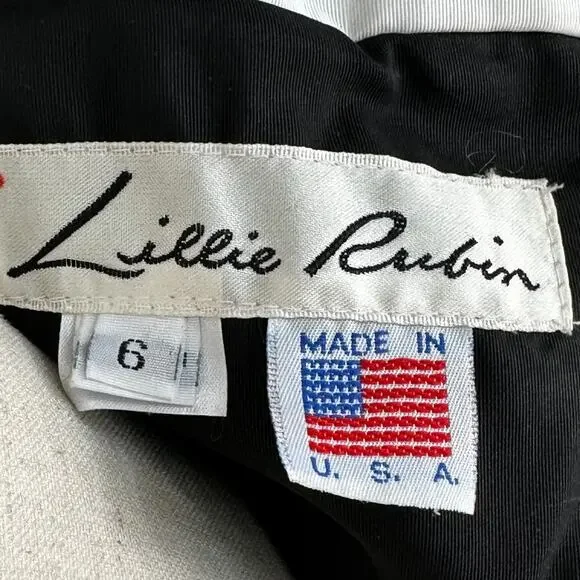 Lillie Rubin
6
MADE IN
U. S. A.